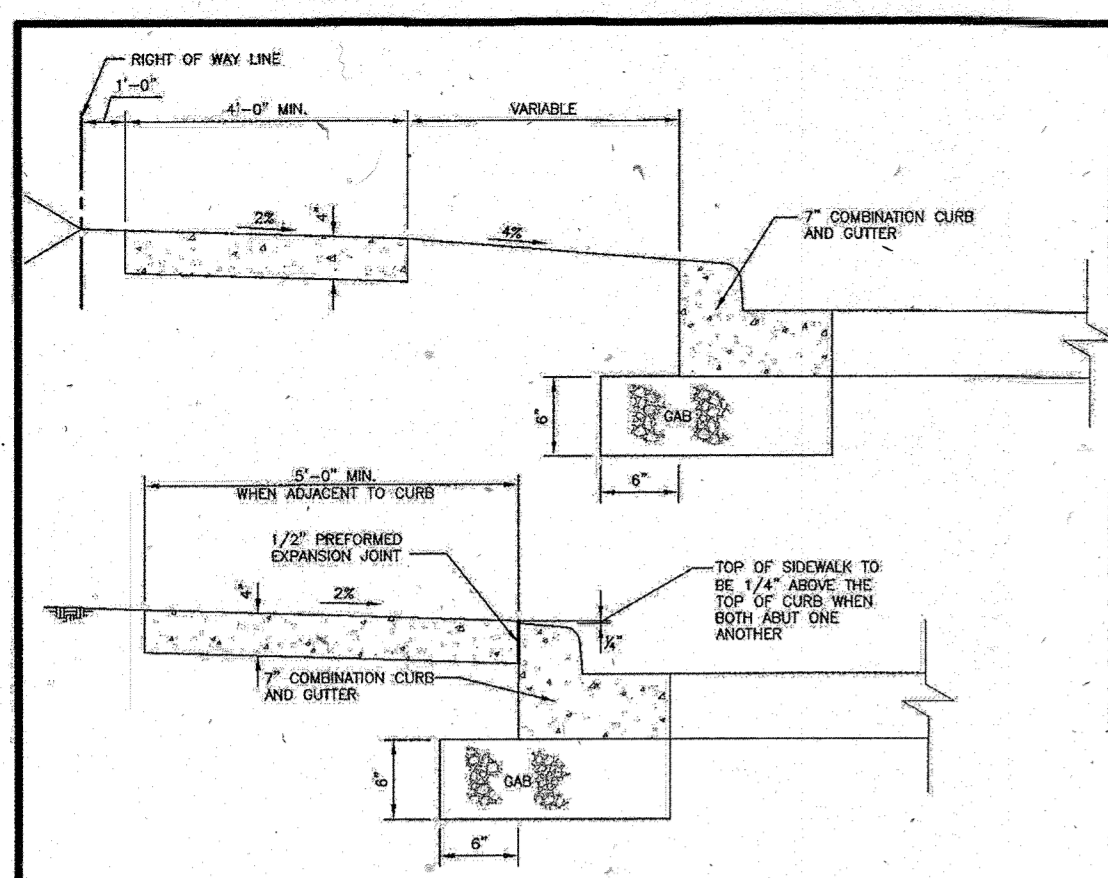 RIGHT OF WAY LINE
1'-0"
4'-0" MIN.
VARIABLE
2%
4"
4%
7" COMBINATION CURB
AND GUTTER
6"
GAB
6"
5'-0" MIN.
WHEN ADJACENT TO CURB
1/2" PREFORMED
EXPANSION JOINT
4"
2%
TOP OF SIDEWALK TO
BE 1/4" ABOVE THE
TOP OF CURB WHEN
BOTH ABUT ONE
ANOTHER
1/4"
7" COMBINATION CURB
AND GUTTER
6"
GAB
6"